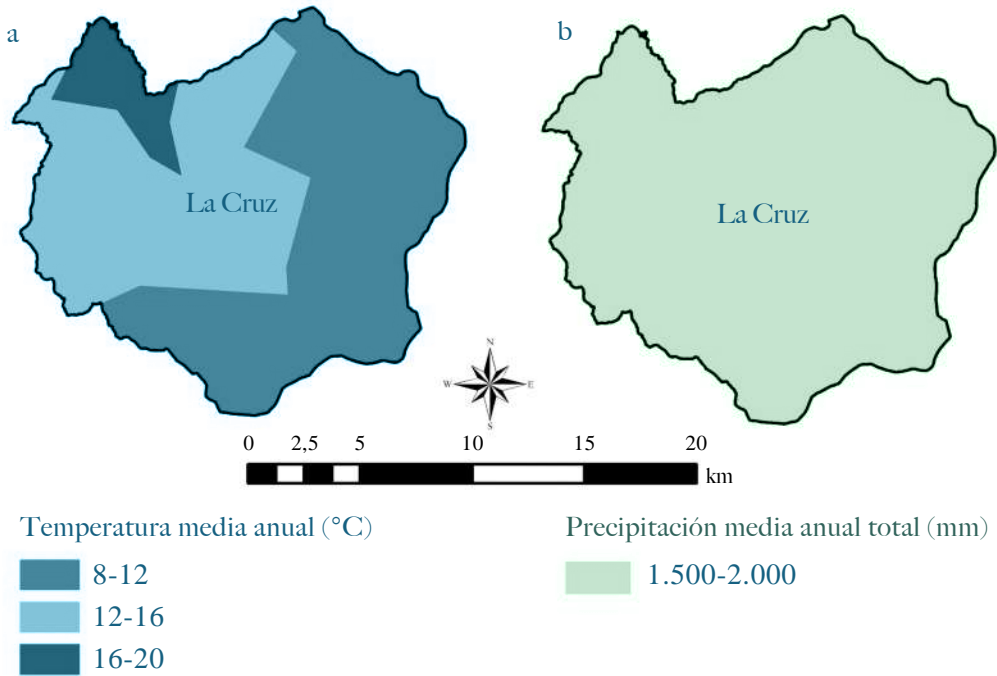 a
b
La Cruz
La Cruz
N
W
E
S
0 2,5 5 10 15 20
km
Temperatura media anual (°C)
8-12
12-16
16-20
Precipitación media anual total (mm)
1.500-2.000